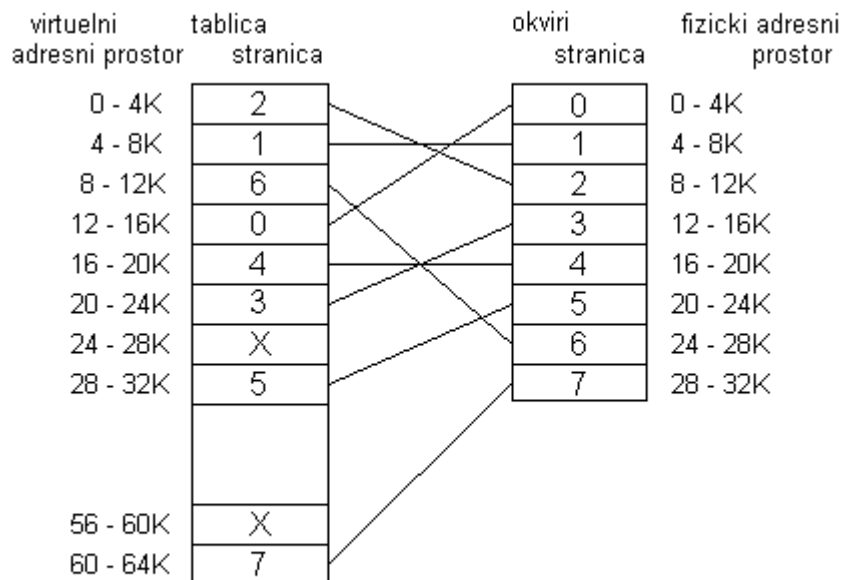 virtuelni tablica okviri fizicki adresni
adresni prostor stranica stranica prostor
0 - 4K 2 0 0 - 4K
4 - 8K 1 1 4 - 8K
8 - 12K 6 2 8 - 12K
12 - 16K 0 3 12 - 16K
16 - 20K 4 4 16 - 20K
20 - 24K 3 5 20 - 24K
24 - 28K X 6 24 - 28K
28 - 32K 5 7 28 - 32K
56 - 60K X
60 - 64K 7